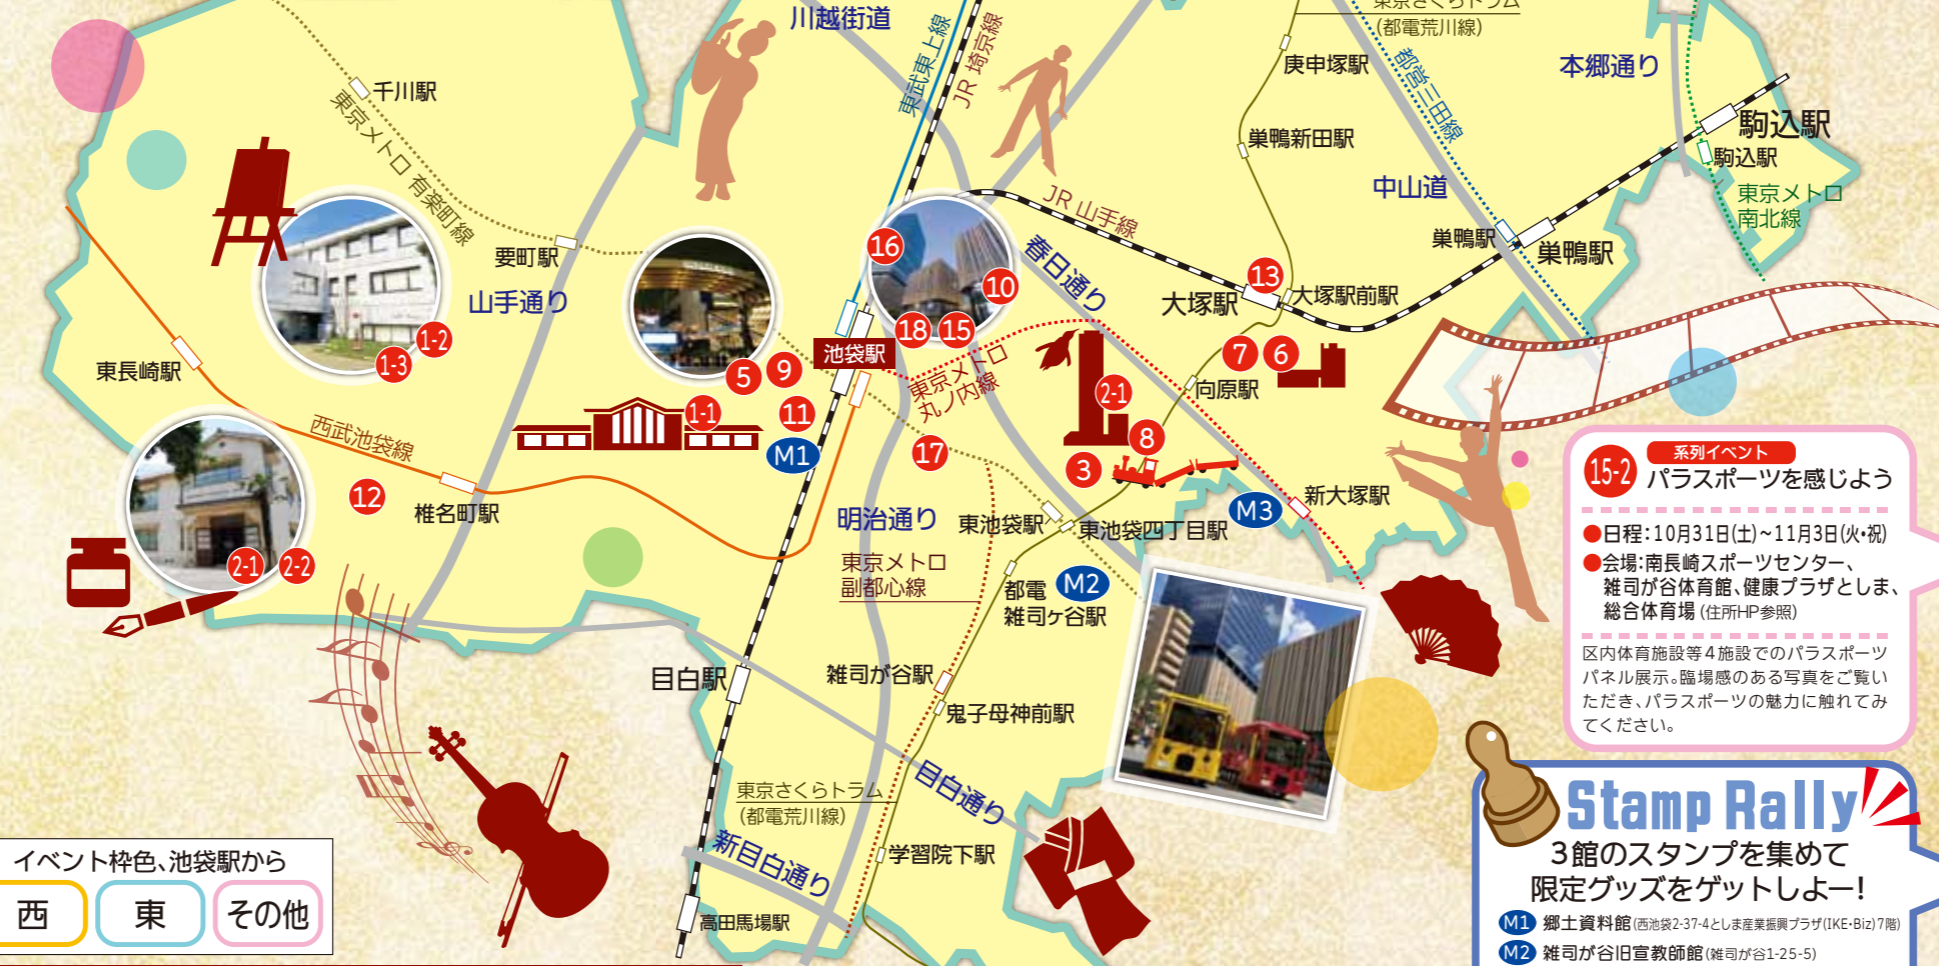 川越街道
東武東上線
JR 埼京線
東京さくらトラム
(都電荒川線)
庚申塚駅
都営三田線
本郷通り
千川駅
東京メトロ 有楽町線
巣鴨新田駅
中山道
駒込駅
駒込駅
東京メトロ
南北線
JR 山手線
春日通り
巣鴨駅
巣鴨駅
要町駅
山手通り
16
10
18
15
13
大塚駅
大塚駅前駅
1-2
1-3
東長崎駅
5
9
池袋駅
東京メトロ
丸ノ内線
7
6
向原駅
2-1
1-1
11
M1
17
8
3
西武池袋線
12
椎名町駅
明治通り
東池袋駅
東池袋四丁目駅
M3
新大塚駅
2-1
2-2
東京メトロ
副都心線
都電
雑司ヶ谷駅
M2
目白駅
雑司が谷駅
鬼子母神前駅
東京さくらトラム
(都電荒川線)
目白通り
新目白通り
学習院下駅
高田馬場駅
イベント枠色、池袋駅から
西
東
その他
15-2
系列イベント
パラスポーツを感じよう
●日程：10月31日(土)～11月3日(火・祝)
●会場：南長崎スポーツセンター、
雑司が谷体育館、健康プラザとしま、
総合体育場 (住所HP参照)
区内体育施設等4施設でのパラスポーツ
パネル展示。臨場感のある写真をご覧い
ただき、パラスポーツの魅力に触れてみ
てください。
Stamp Rally
3館のスタンプを集めて
限定グッズをゲットしよー!
M1 郷土資料館(西池袋2-37-4としま産業振興プラザ(IKE・Biz)7階)
M2 雑司が谷旧宣教師館(雑司が谷1-25-5)